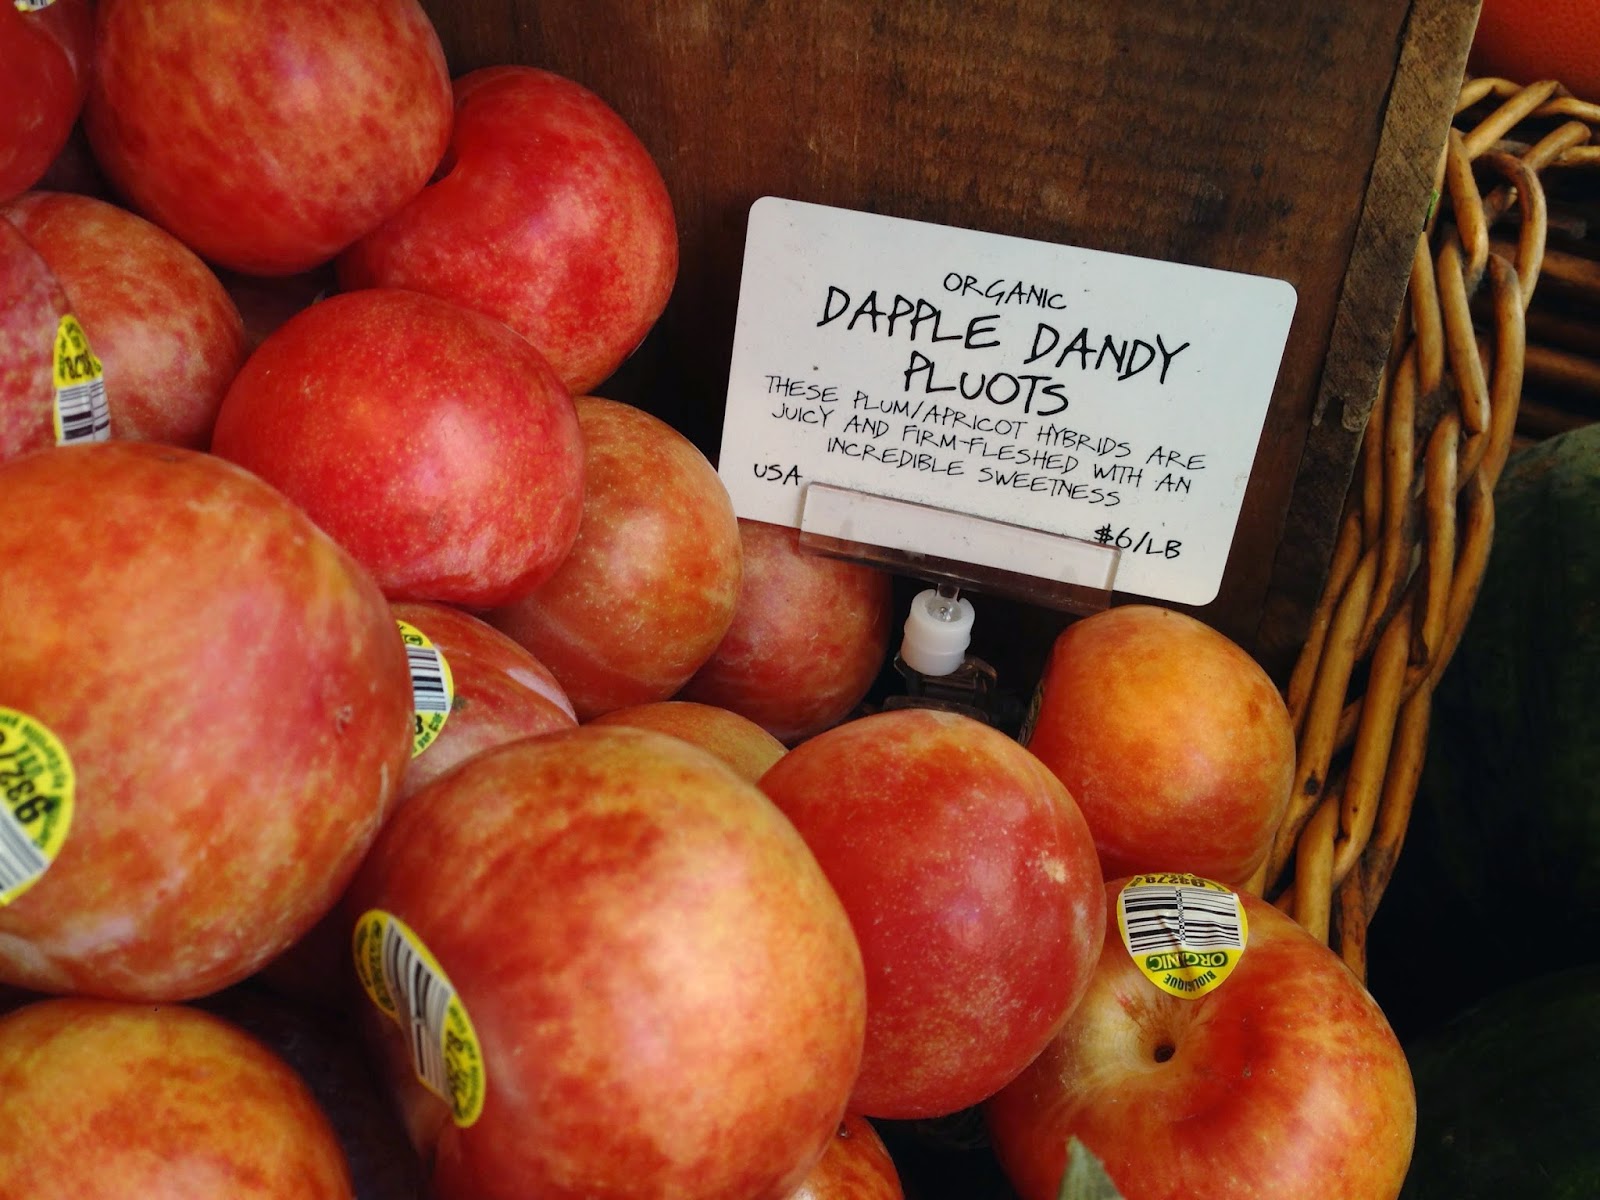 ORGANIC
DAPPLE DANDY
PLUOTS
THESE PLUM/APRICOT HYBRIDS ARE
JUICY AND FIRM-FLESHED WITH AN
INCREDIBLE SWEETNESS
USA
$6/LB
93278
ORGANIC
BIOLOGIQUE